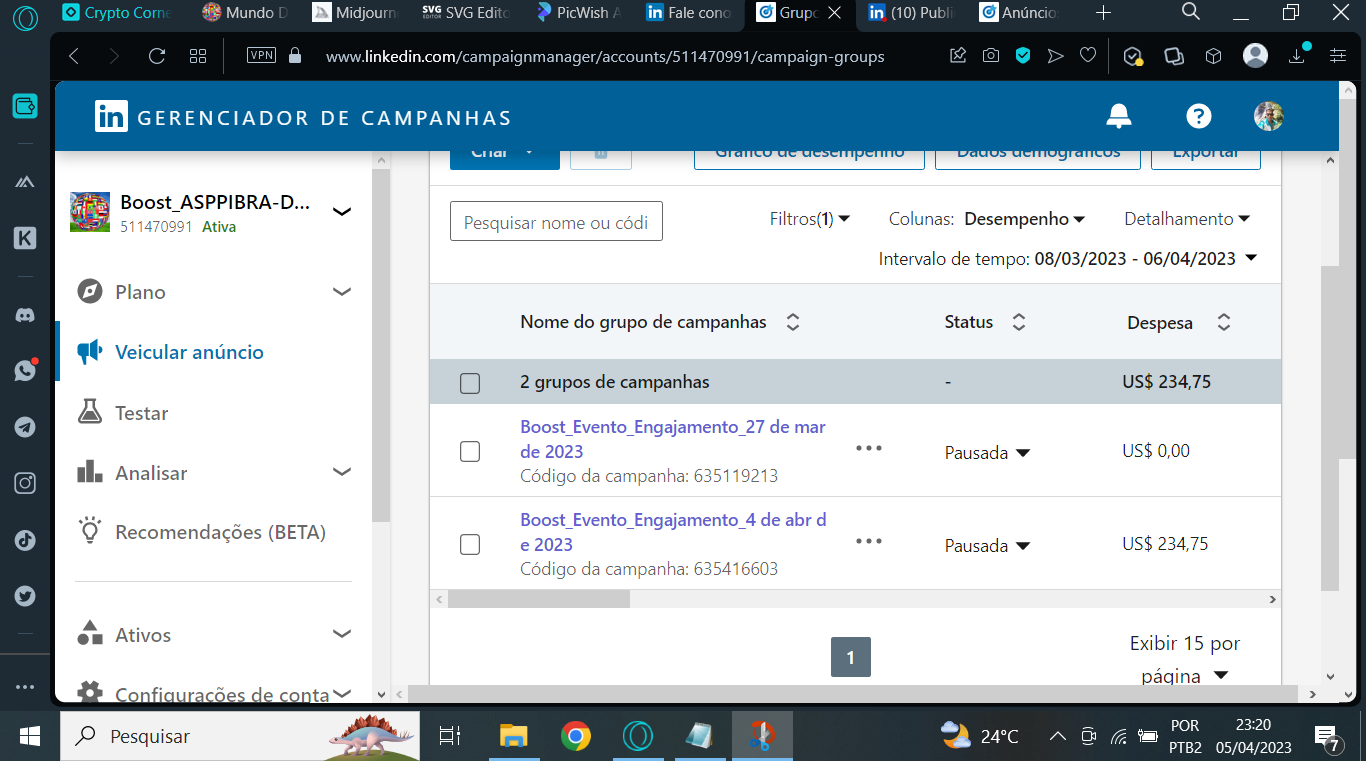 Crypto Corne
Mundo D
Midjourn
SVG Edito
PicWish A
Fale cono
Grupo
(10) Publi
Anúncio
VPN
www.linkedin.com/campaignmanager/accounts/511470991/campaign-groups
in GERENCIADOR DE CAMPANHAS
Criar
Gráfico de desempenho
Dados demográficos
Exportar
Boost_ASPPIBRA-D...
511470991 Ativa
Plano
Veicular anúncio
Testar
Analisar
Recomendações (BETA)
Ativos
Configurações de conta
Pesquisar nome ou códi
Filtros(1)
Colunas: Desempenho
Detalhamento
Intervalo de tempo: 08/03/2023 - 06/04/2023
Nome do grupo de campanhas
Status
Despesa
2 grupos de campanhas
-
US$ 234,75
Boost_Evento_Engajamento_27 de mar
de 2023
Código da campanha: 635119213
Pausada
US$ 0,00
Boost_Evento_Engajamento_4 de abr d
e 2023
Código da campanha: 635416603
Pausada
US$ 234,75
1
Exibir 15 por
página
Pesquisar
24°C
POR
PTB2
23:20
05/04/2023
7